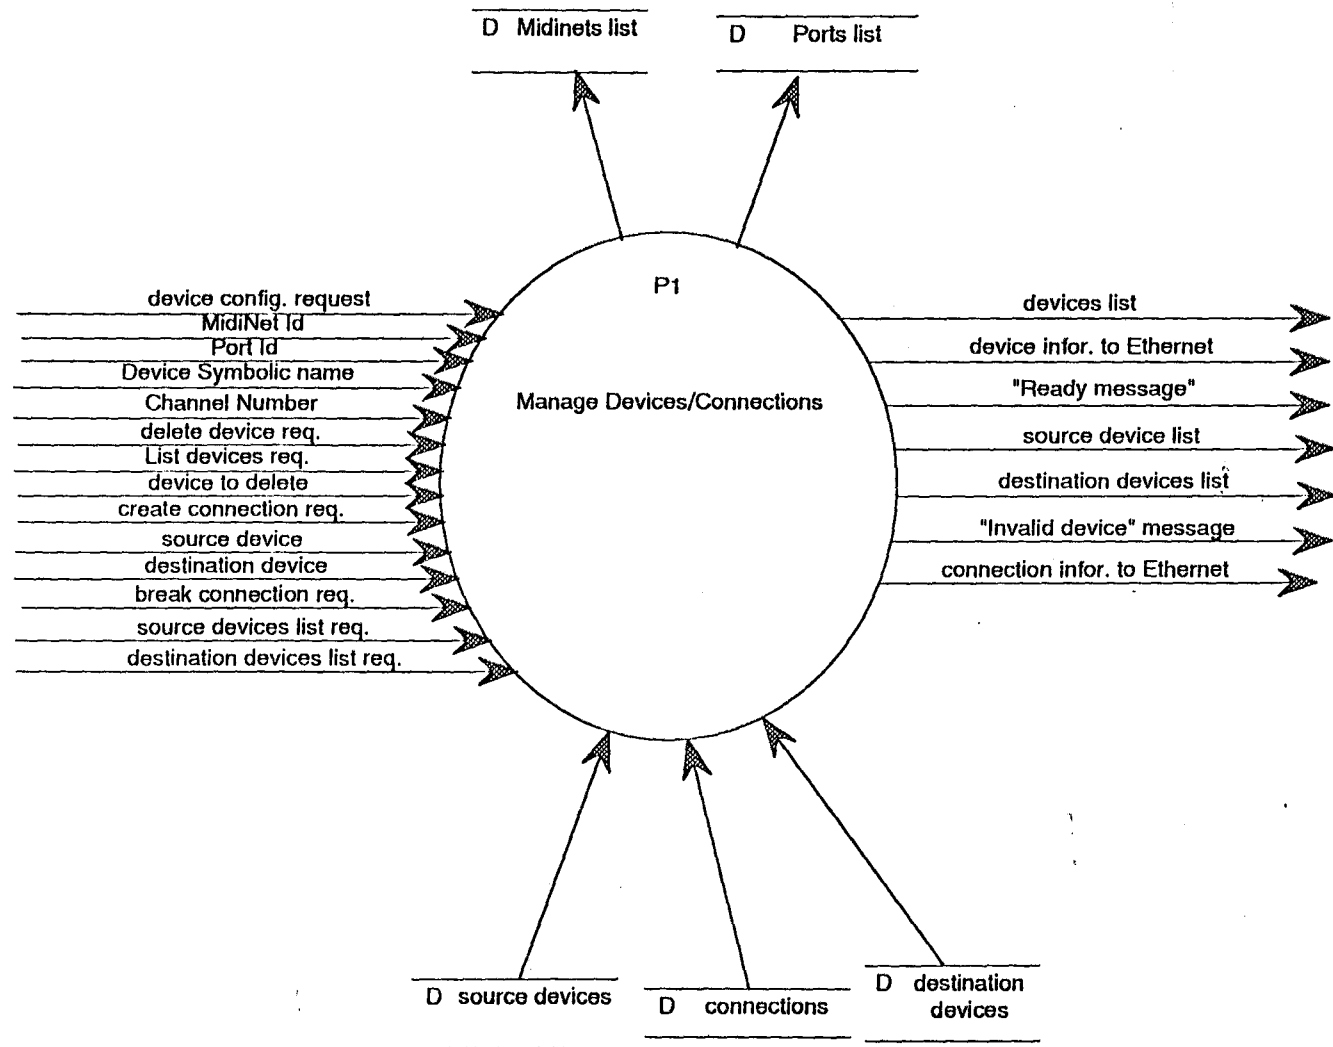 D Midinets list
D Ports list
P1
Manage Devices/Connections
device config. request
MidiNet Id
Port Id
Device Symbolic name
Channel Number
delete device req.
List devices req.
device to delete
create connection req.
source device
destination device
break connection req.
source devices list req.
destination devices list req.
devices list
device infor. to Ethernet
"Ready message"
source device list
destination devices list
"Invalid device" message
connection infor. to Ethernet
D source devices
D connections
D destination
devices